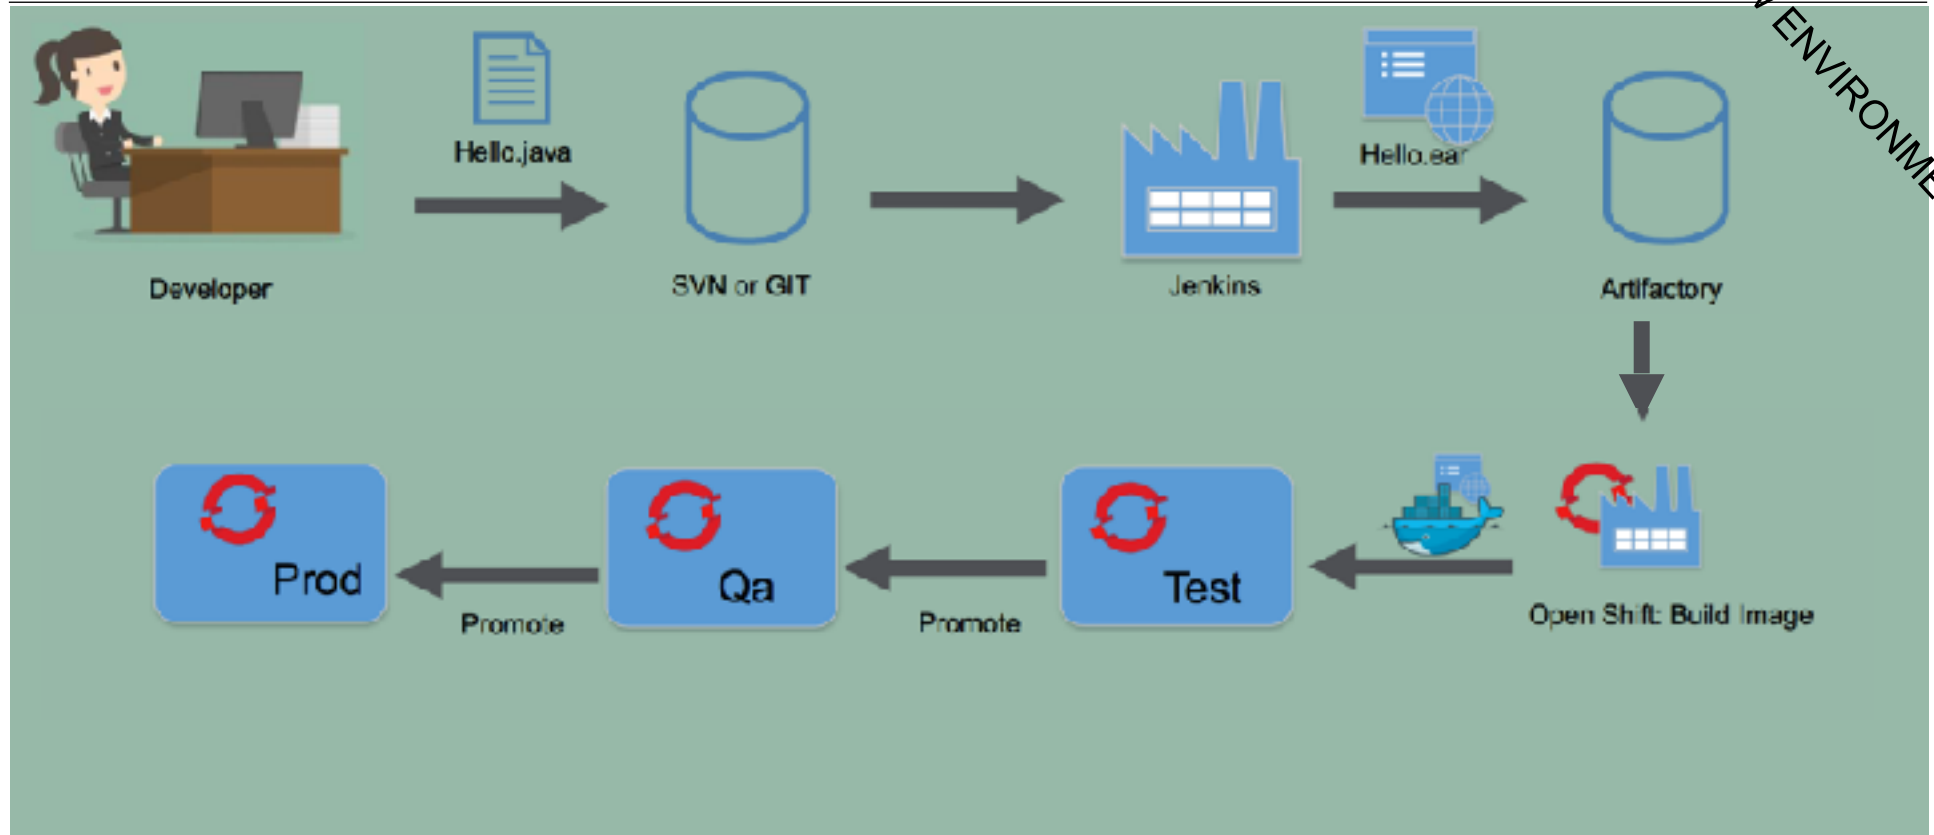 ENVIRONME
Hello.java
Hello.ear
Developer
SVN or GIT
Jenkins
Artifactory
Prod
Qa
Test
Promote
Promote
Open Shift: Build Image